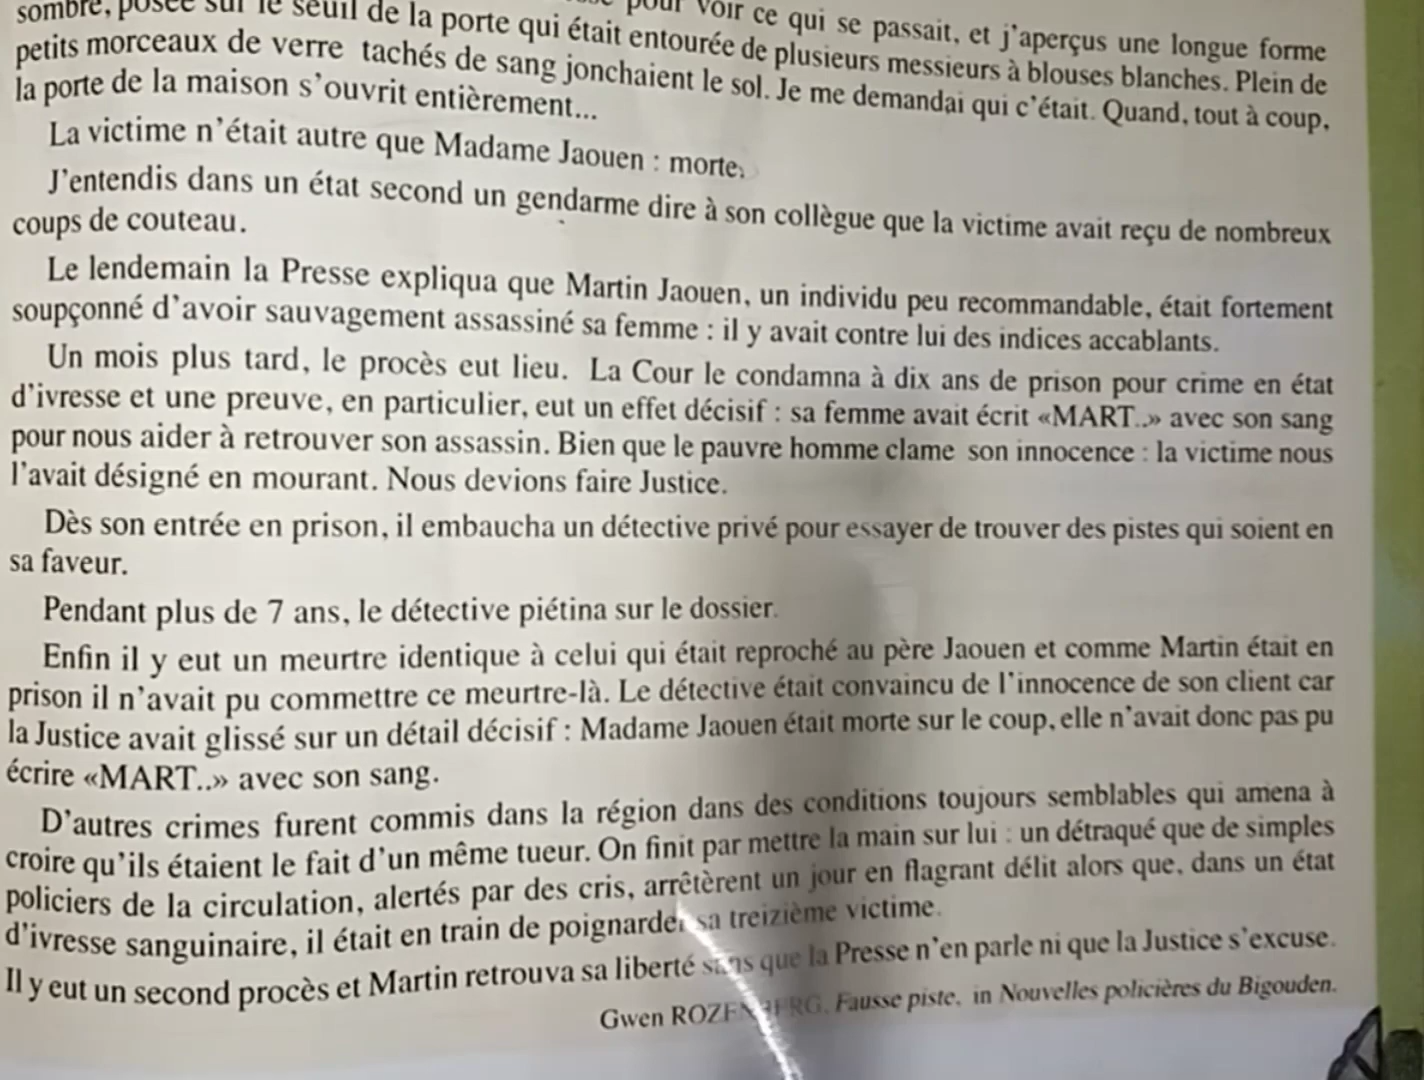 pour voir ce qui se passait, et j'aperçus une longue forme
sombre, posée sur le seuil de la porte qui était entourée de plusieurs messieurs à blouses blanches. Plein de
petits morceaux de verre tachés de sang jonchaient le sol. Je me demandai qui c'était. Quand, tout à coup,
la porte de la maison s'ouvrit entièrement...
La victime n'était autre que Madame Jaouen : morte.
J'entendis dans un état second un gendarme dire à son collègue que la victime avait reçu de nombreux
coups de couteau.
Le lendemain la Presse expliqua que Martin Jaouen, un individu peu recommandable, était fortement
soupçonné d'avoir sauvagement assassiné sa femme : il y avait contre lui des indices accablants.
Un mois plus tard, le procès eut lieu. La Cour le condamna à dix ans de prison pour crime en état
d'ivresse et une preuve, en particulier, eut un effet décisif : sa femme avait écrit «MART..» avec son sang
pour nous aider à retrouver son assassin. Bien que le pauvre homme clame son innocence : la victime nous
l'avait désigné en mourant. Nous devions faire Justice.
Dès son entrée en prison, il embaucha un détective privé pour essayer de trouver des pistes qui soient en
sa faveur.
Pendant plus de 7 ans, le détective piétina sur le dossier.
Enfin il y eut un meurtre identique à celui qui était reproché au père Jaouen et comme Martin était en
prison il n'avait pu commettre ce meurtre-là. Le détective était convaincu de l'innocence de son client car
la Justice avait glissé sur un détail décisif : Madame Jaouen était morte sur le coup, elle n'avait donc pas pu
écrire «MART..» avec son sang.
D'autres crimes furent commis dans la région dans des conditions toujours semblables qui amena à
croire qu'ils étaient le fait d'un même tueur. On finit par mettre la main sur lui : un détraqué que de simples
policiers de la circulation, alertés par des cris, arrêtèrent un jour en flagrant délit alors que, dans un état
d'ivresse sanguinaire, il était en train de poignarder sa treizième victime.
Il y eut un second procès et Martin retrouva sa liberté sans que la Presse n'en parle ni que la Justice s'excuse.
Gwen ROZENBERG, Fausse piste, in Nouvelles policières du Bigouden.